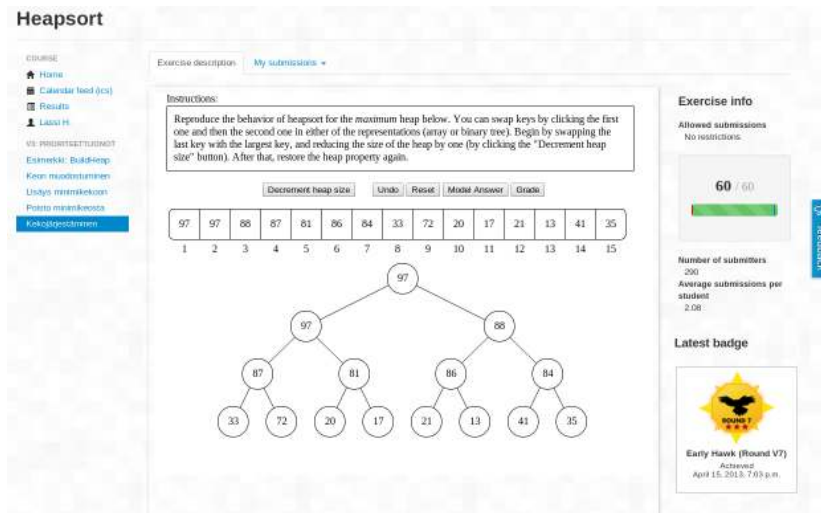 Heapsort
COURSE
Home
Calendar feed (ics)
Results
Lassi H
V3: PRIORITEETTIJONOT
Esimerkki: BuildHeap
Keon muodostuminen
Lisäys minimikekoon
Poisto minimikeosta
Kekojärjestäminen
Exercise description My submissions
Instructions:
Reproduce the behavior of heapsort for the maximum heap below. You can swap keys by clicking the first
one and then the second one in either of the representations (array or binary tree). Begin by swapping the
last key with the largest key, and reducing the size of the heap by one (by clicking the "Decrement heap
size" button). After that, restore the heap property again.
Decrement heap size Undo Reset Model Answer Grade
97 97 88 87 81 86 84 33 72 20 17 21 13 41 35
1 2 3 4 5 6 7 8 9 10 11 12 13 14 15
97
97 88
87 81 86 84
33 72 20 17 21 13 41 35
Exercise info
Allowed submissions
No restrictions
60 / 60
Number of submitters
290
Average submissions per
student
2.08
Latest badge
ROUND 7
Early Hawk (Round V7)
Achieved
April 15, 2013, 7:03 p.m.